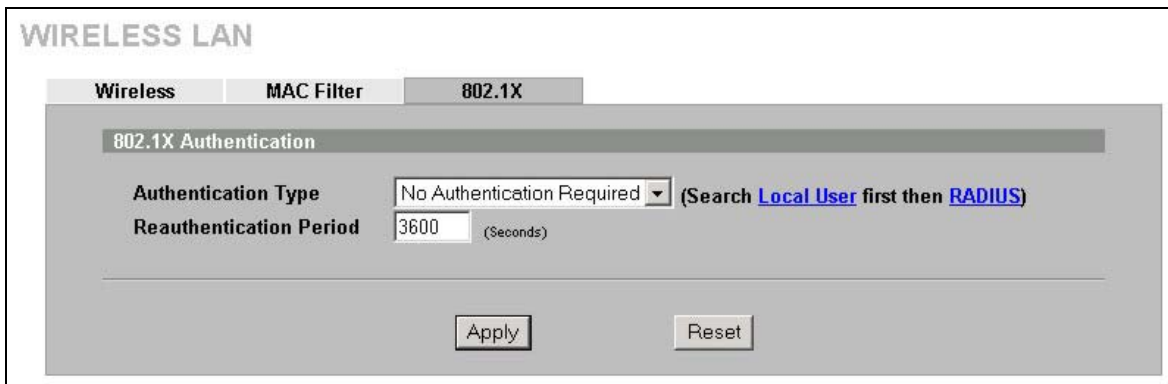 WIRELESS LAN
Wireless MAC Filter 802.1X
802.1X Authentication
Authentication Type No Authentication Required (Search Local User first then RADIUS)
Reauthentication Period 3600 (Seconds)
Apply Reset